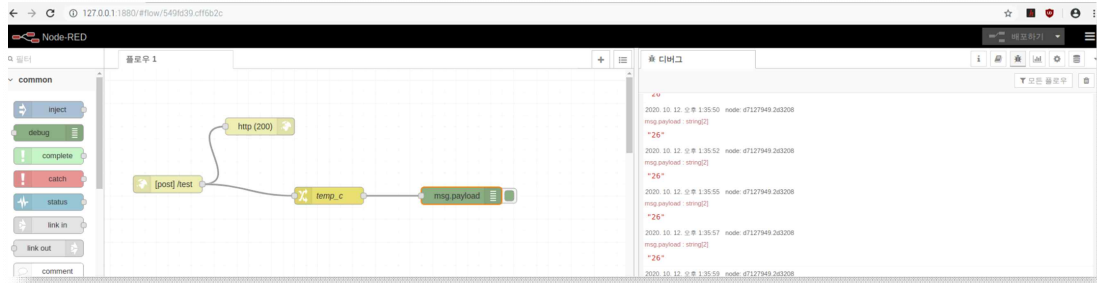 127.0.0.1:1880/#flow/549fd39.cff6b2c
Node-RED
배포하기
필터
플로우 1
디버그
common
모든 플로우
inject
debug
complete
catch
status
link in
link out
comment
http (200)
[post] /test
temp_c
msg.payload
"26"
2020. 10. 12. 오후 1:35:50 node: d7127949.2d3208
msg.payload : string[2]
"26"
2020. 10. 12. 오후 1:35:52 node: d7127949.2d3208
msg.payload : string[2]
"26"
2020. 10. 12. 오후 1:35:55 node: d7127949.2d3208
msg.payload : string[2]
"26"
2020. 10. 12. 오후 1:35:57 node: d7127949.2d3208
msg.payload : string[2]
"26"
2020. 10. 12. 오후 1:35:59 node: d7127949.2d3208